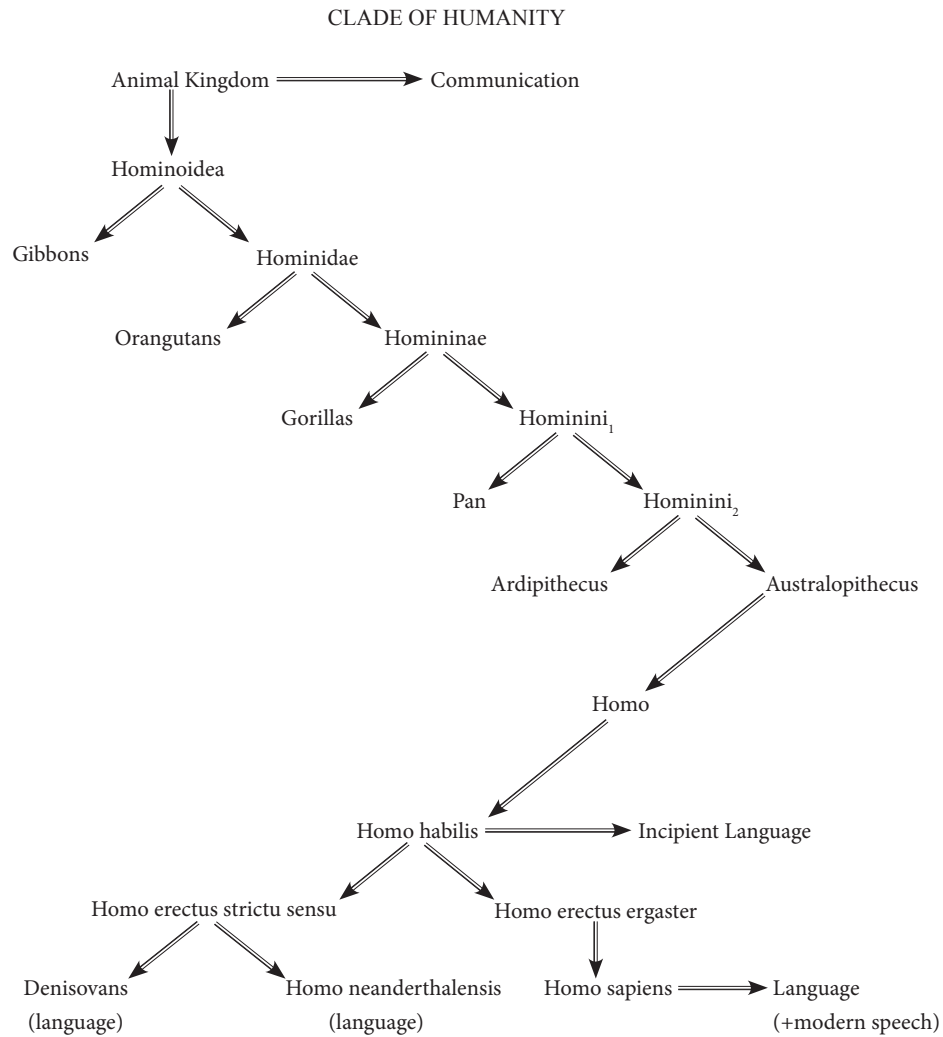 CLADE OF HUMANITY
Animal Kingdom
Communication
Hominoidea
Gibbons
Hominidae
Orangutans
Homininae
Gorillas
Hominini₁
Pan
Hominini₂
Ardipithecus
Australopithecus
Homo
Homo habilis
Incipient Language
Homo erectus strictu sensu
Homo erectus ergaster
Denisovans
(language)
Homo neanderthalensis
(language)
Homo sapiens
Language
(+modern speech)